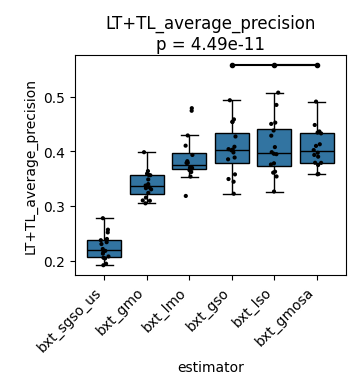 LT+TL_average_precision
p = 4.49e-11
LT+TL_average_precision
0.5
0.4
0.3
0.2
bxt_sgso_us
bxt_gmo
bxt_lmo
bxt_gso
bxt_lso
bxt_gmosa
estimator